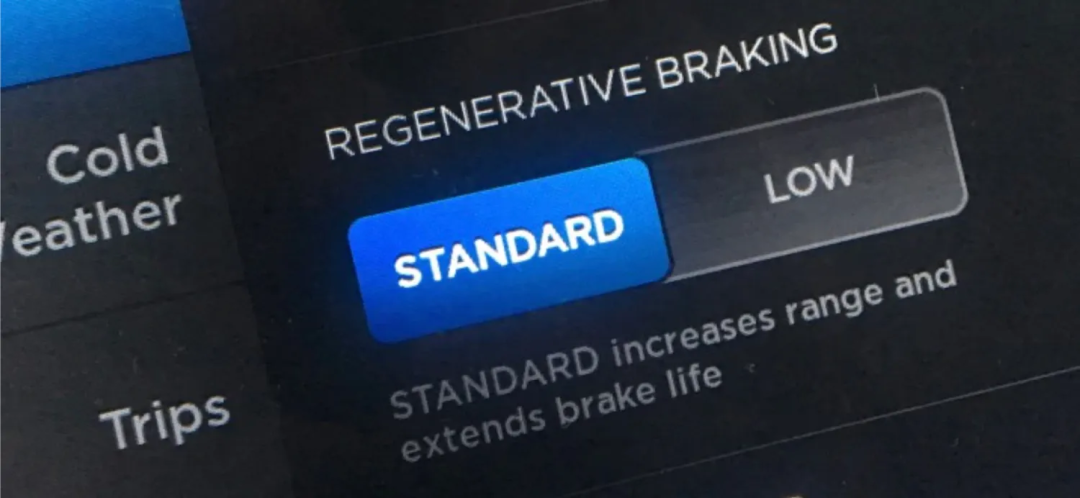 Cold
Weather
Trips
REGENERATIVE BRAKING
STANDARD
LOW
STANDARD increases range and
extends brake life